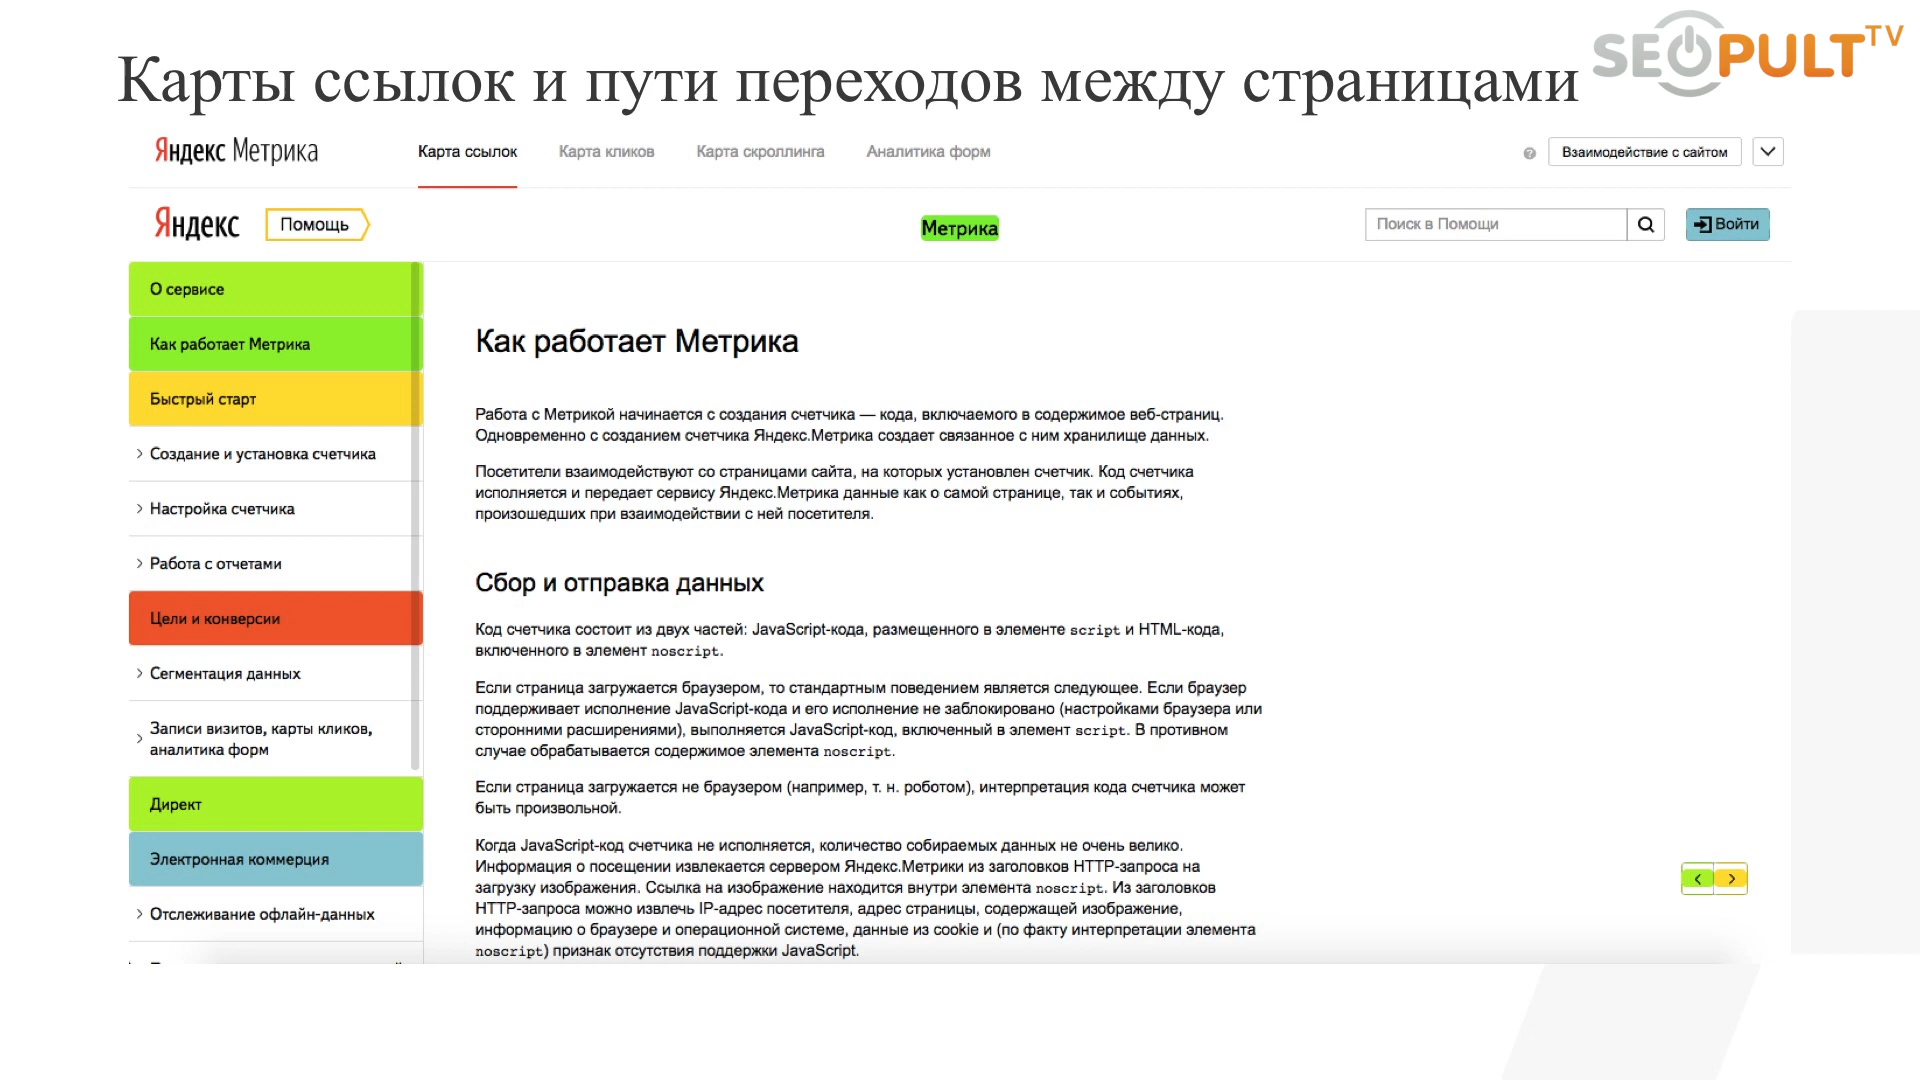 SEOPULT TV
Карты ссылок и пути переходов между страницами
Яндекс Метрика
Карта ссылок
Карта кликов
Карта скроллинга
Аналитика форм
?
Взаимодействие с сайтом
Яндекс
Помощь
Метрика
Поиск в Помощи
Войти
О сервисе
Как работает Метрика
Быстрый старт
Создание и установка счетчика
Настройка счетчика
Работа с отчетами
Цели и конверсии
Сегментация данных
Записи визитов, карты кликов,
аналитика форм
Директ
Электронная коммерция
Отслеживание офлайн-данных
Как работает Метрика
Работа с Метрикой начинается с создания счетчика — кода, включаемого в содержимое веб-страниц.
Одновременно с созданием счетчика Яндекс.Метрика создает связанное с ним хранилище данных.
Посетители взаимодействуют со страницами сайта, на которых установлен счетчик. Код счетчика
исполняется и передает сервису Яндекс.Метрика данные как о самой странице, так и событиях,
произошедших при взаимодействии с ней посетителя.
Сбор и отправка данных
Код счетчика состоит из двух частей: JavaScript-кода, размещенного в элементе script и HTML-кода,
включенного в элемент noscript.
Если страница загружается браузером, то стандартным поведением является следующее. Если браузер
поддерживает исполнение JavaScript-кода и его исполнение не заблокировано (настройками браузера или
сторонними расширениями), выполняется JavaScript-код, включенный в элемент script. В противном
случае обрабатывается содержимое элемента noscript.
Если страница загружается не браузером (например, т. н. роботом), интерпретация кода счетчика может
быть произвольной.
Когда JavaScript-код счетчика не исполняется, количество собираемых данных не очень велико.
Информация о посещении извлекается сервером Яндекс.Метрики из заголовков HTTP-запроса на
загрузку изображения. Ссылка на изображение находится внутри элемента noscript. Из заголовков
HTTP-запроса можно извлечь IP-адрес посетителя, адрес страницы, содержащей изображение,
информацию о браузере и операционной системе, данные из cookie и (по факту интерпретации элемента
noscript) признак отсутствия поддержки JavaScript.